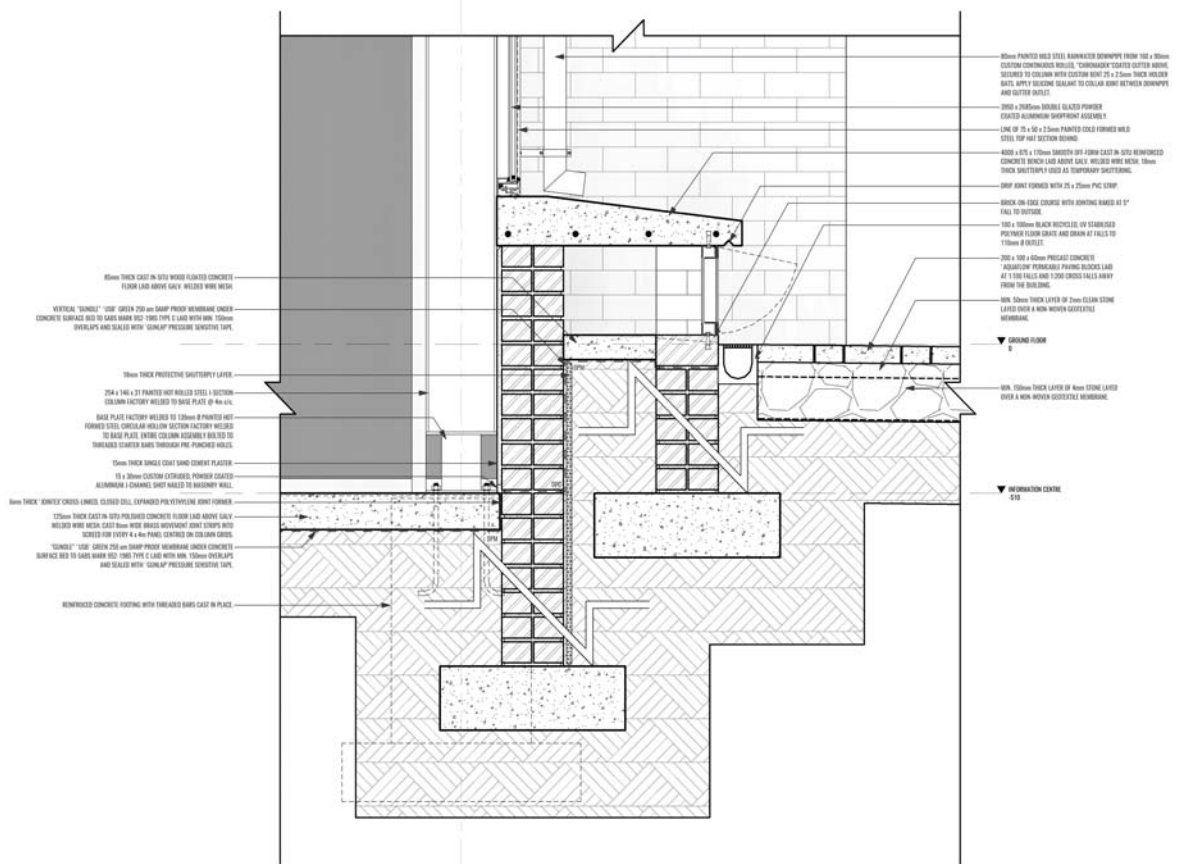 80mm PAINTED MILD STEEL RAINWATER DOWNPIPE FROM 160 x 90mm
CUSTOM CONTINUOUS ROLLED, "CHROMADEK"COATED GUTTER ABOVE.
SECURED TO COLUMN WITH CUSTOM BENT 25 x 2.5mm THICK HOLDER
BATS. APPLY SILICONE SEALANT TO COLLAR JOINT BETWEEN DOWNPIPE
AND GUTTER OUTLET.
3950 x 2685mm DOUBLE GLAZED POWDER
COATED ALUMINIUM SHOPFRONT ASSEMBLY.
LINE OF 75 x 50 x 2.5mm PAINTED COLD FORMED MILD
STEEL TOP HAT SECTION BEHIND.
4000 x 875 x 170mm SMOOTH OFF-FORM CAST IN-SITU REINFORCED
CONCRETE BENCH LAID ABOVE GALV. WELDED WIRE MESH. 18mm
THICK SHUTTERPLY USED AS TEMPORARY SHUTTERING.
DRIP JOINT FORMED WITH 25 x 25mm PVC STRIP.
BRICK-ON-EDGE COURSE WITH JOINTING RAKED AT 5°
FALL TO OUTSIDE.
100 x 100mm BLACK RECYCLED, UV STABILISED
POLYMER FLOOR GRATE AND DRAIN AT FALLS TO
110mm Ø OUTLET.
200 x 100 x 60mm PRECAST CONCRETE
'AQUAFLOW' PERMEABLE PAVING BLOCKS LAID
AT 1:100 FALLS AND 1:200 CROSS FALLS AWAY
FROM THE BUILDING.
MIN. 50mm THICK LAYER OF 2mm CLEAN STONE
LAYED OVER A NON-WOVEN GEOTEXTILE
MEMBRANE.
GROUND FLOOR
0
MIN. 150mm THICK LAYER OF 4mm STONE LAYED
OVER A NON-WOVEN GEOTEXTILE MEMBRANE.
INFORMATION CENTRE
-510
85mm THICK CAST IN-SITU WOOD FLOATED CONCRETE
FLOOR LAID ABOVE GALV. WELDED WIRE MESH.
VERTICAL "GUNDLE" 'USB' GREEN 250 um DAMP PROOF MEMBRANE UNDER
CONCRETE SURFACE BED TO SABS MARK 952-1985 TYPE C LAID WITH MIN. 150mm
OVERLAPS AND SEALED WITH 'GUNLAP' PRESSURE SENSITIVE TAPE.
18mm THICK PROTECTIVE SHUTTERPLY LAYER.
254 x 146 x 31 PAINTED HOT ROLLED STEEL I-SECTION
COLUMN FACTORY WELDED TO BASE PLATE @ 4m c/s.
BASE PLATE FACTORY WELDED TO 139mm Ø PAINTED HOT
FORMED STEEL CIRCULAR HOLLOW SECTION FACTORY WELDED
TO BASE PLATE. ENTIRE COLUMN ASSEMBLY BOLTED TO
THREADED STARTER BARS THROUGH PRE-PUNCHED HOLES.
15mm THICK SINGLE COAT SAND CEMENT PLASTER.
15 x 30mm CUSTOM EXTRUDED, POWDER COATED
ALUMINIUM J-CHANNEL SHOT NAILED TO MASONRY WALL.
6mm THICK 'JOINTEX' CROSS-LINKED, CLOSED CELL, EXPANDED POLYETHYLENE JOINT FORMER.
125mm THICK CAST-IN-SITU POLISHED CONCRETE FLOOR LAID ABOVE GALV.
WELDED WIRE MESH. CAST 8mm WIDE BRASS MOVEMENT JOINT STRIPS INTO
SCREED FOR EVERY 4 x 4m PANEL CENTRED ON COLUMN GRIDS.
"GUNDLE" 'USB' GREEN 250 um DAMP PROOF MEMBRANE UNDER CONCRETE
SURFACE BED TO SABS MARK 952-1985 TYPE C LAID WITH MIN. 150mm OVERLAPS
AND SEALED WITH 'GUNLAP' PRESSURE SENSITIVE TAPE.
REINFROCED CONCRETE FOOTING WITH THREADED BARS CAST IN PLACE.
DPM
DPC
DPM